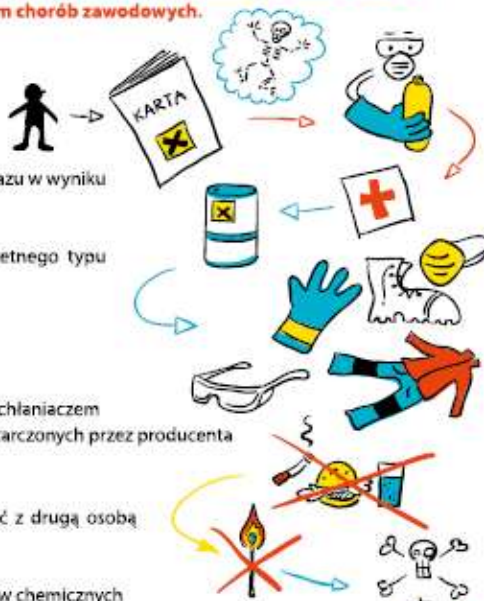 m chorób zawodowych.
KARTA
azu w wyniku
etnego typu
chłaniaczem
arczonych przez producenta
ć z drugą osobą
w chemicznych